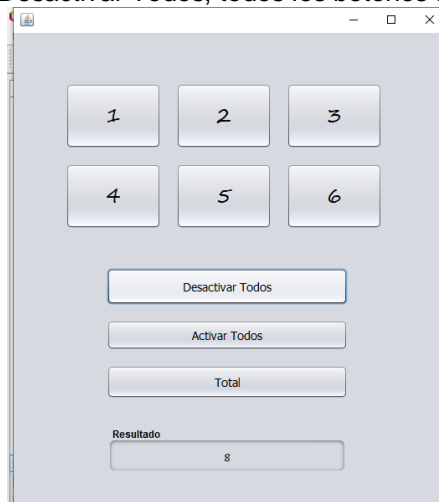 Desactivar Todos, todos los botones
1 2 3
4 5 6
Desactivar Todos
Activar Todos
Total
Resultado
8